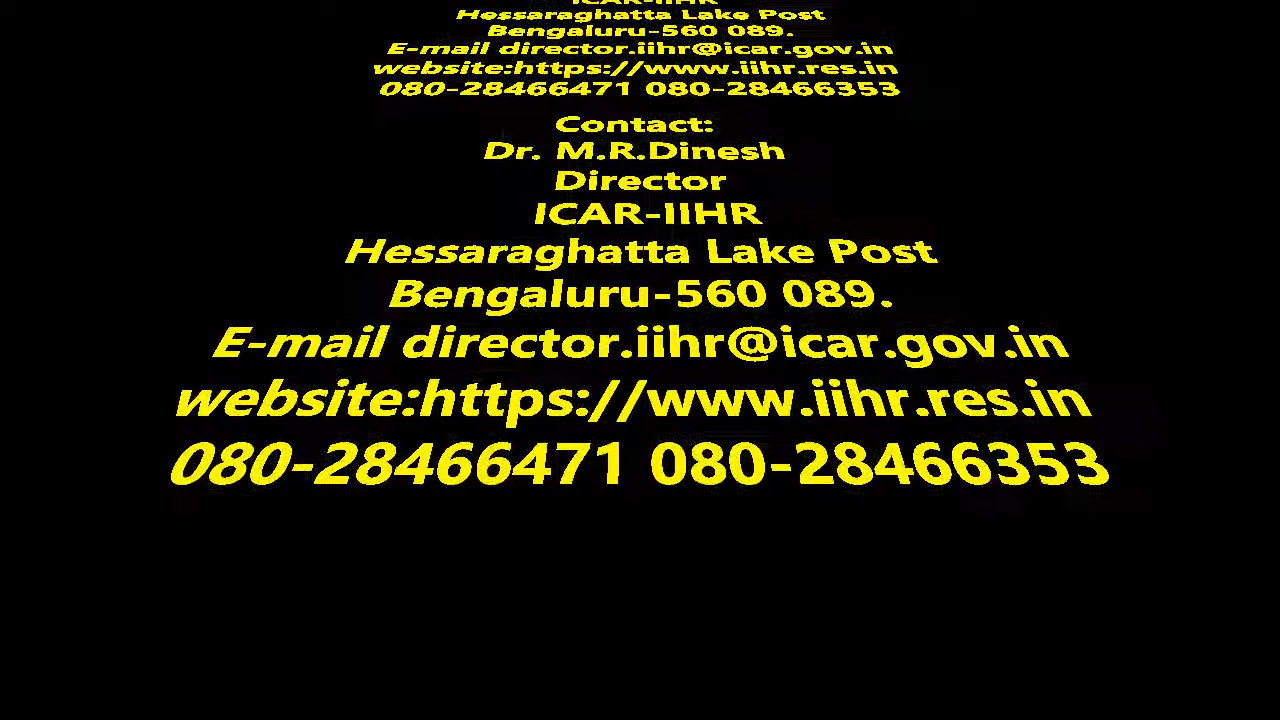 ICAR-IIHR
Hessaraghatta Lake Post
Bengaluru-560 089.
E-mail director.iihr@icar.gov.in
website:https://www.iihr.res.in
080-28466471 080-28466353
Contact:
Dr. M.R.Dinesh
Director
ICAR-IIHR
Hessaraghatta Lake Post
Bengaluru-560 089.
E-mail director.iihr@icar.gov.in
website:https://www.iihr.res.in
080-28466471 080-28466353